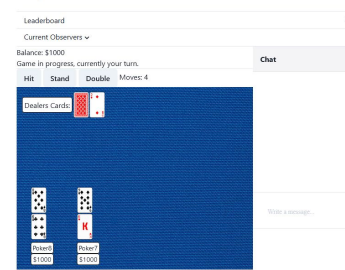 Leaderboard
Current Observers
Balance: $1000
Game in progress, currently your turn.
Chat
Hit Stand Double Moves: 4
Dealers Cards:
K
Write a message...
Poker8 Poker7
$1000 $1000